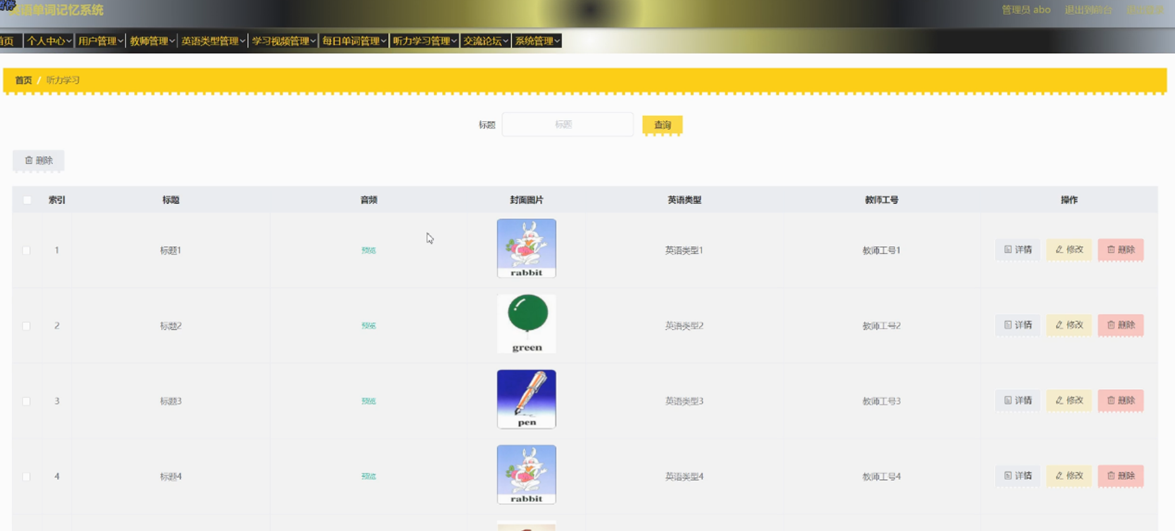 英语单词记忆系统
管理员 abo 退出到前台
首页 个人中心 用户管理 教师管理 英语类型管理 学习视频管理 每日单词管理 听力学习管理 交流论坛 系统管理
首页 / 听力学习
标题 标题 查询
删除
索引 标题 音频 封面图片 英语类型 教师工号 操作
rabbit
1 标题1 预览 英语类型1 教师工号1 详情 修改 删除
green
2 标题2 预览 英语类型2 教师工号2 详情 修改 删除
pen
3 标题3 预览 英语类型3 教师工号3 详情 修改 删除
rabbit
4 标题4 预览 英语类型4 教师工号4 详情 修改 删除